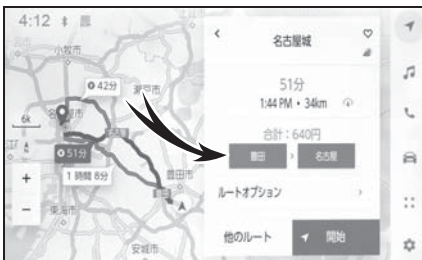 4:12
小牧市
42分
瀬戸市
6k
51分
1 時間 8分
豊田市
東海市
安城市
+
−
名古屋城
51分
1:44 PM • 34km
合計：640円
豊田 › 名古屋
ルートオプション
他のルート
開始